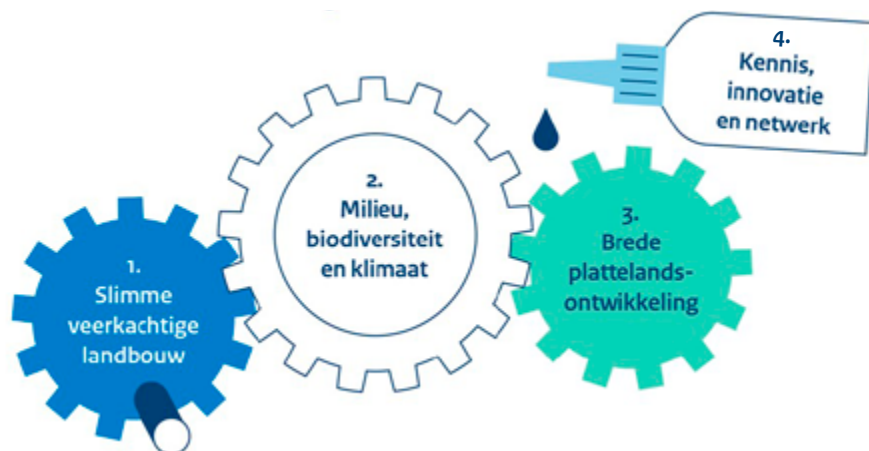 1.
Slimme
veerkachtige
landbouw
2.
Milieu,
biodiversiteit
en klimaat
3.
Brede
plattelands-
ontwikkeling
4.
Kennis,
innovatie
en netwerk